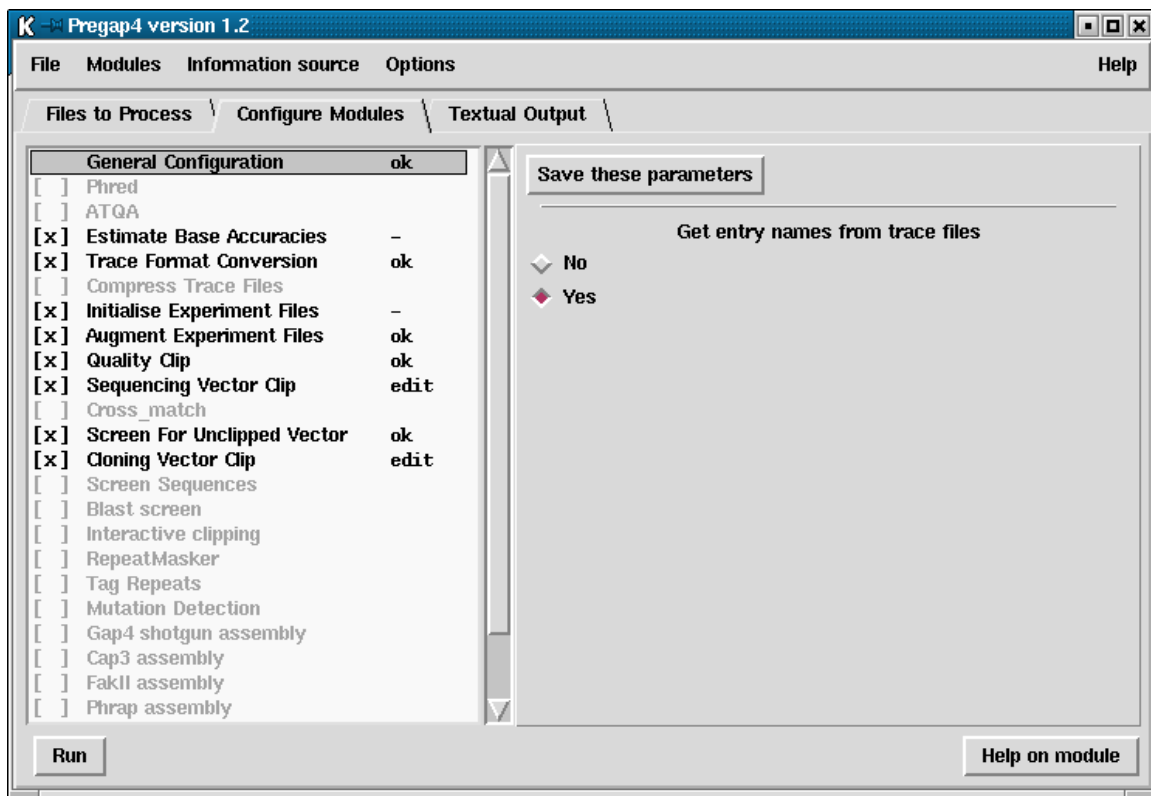 K Pregap4 version 1.2
File Modules Information source Options Help
Files to Process Configure Modules Textual Output
General Configuration ok
[ ] Phred
[ ] ATQA
[x] Estimate Base Accuracies -
[x] Trace Format Conversion ok
[ ] Compress Trace Files
[x] Initialise Experiment Files -
[x] Augment Experiment Files ok
[x] Quality Clip ok
[x] Sequencing Vector Clip edit
[ ] Cross_match
[x] Screen For Unclipped Vector ok
[x] Cloning Vector Clip edit
[ ] Screen Sequences
[ ] Blast screen
[ ] Interactive clipping
[ ] RepeatMasker
[ ] Tag Repeats
[ ] Mutation Detection
[ ] Gap4 shotgun assembly
[ ] Cap3 assembly
[ ] FakII assembly
[ ] Phrap assembly
Save these parameters
Get entry names from trace files
No
Yes
Run Help on module